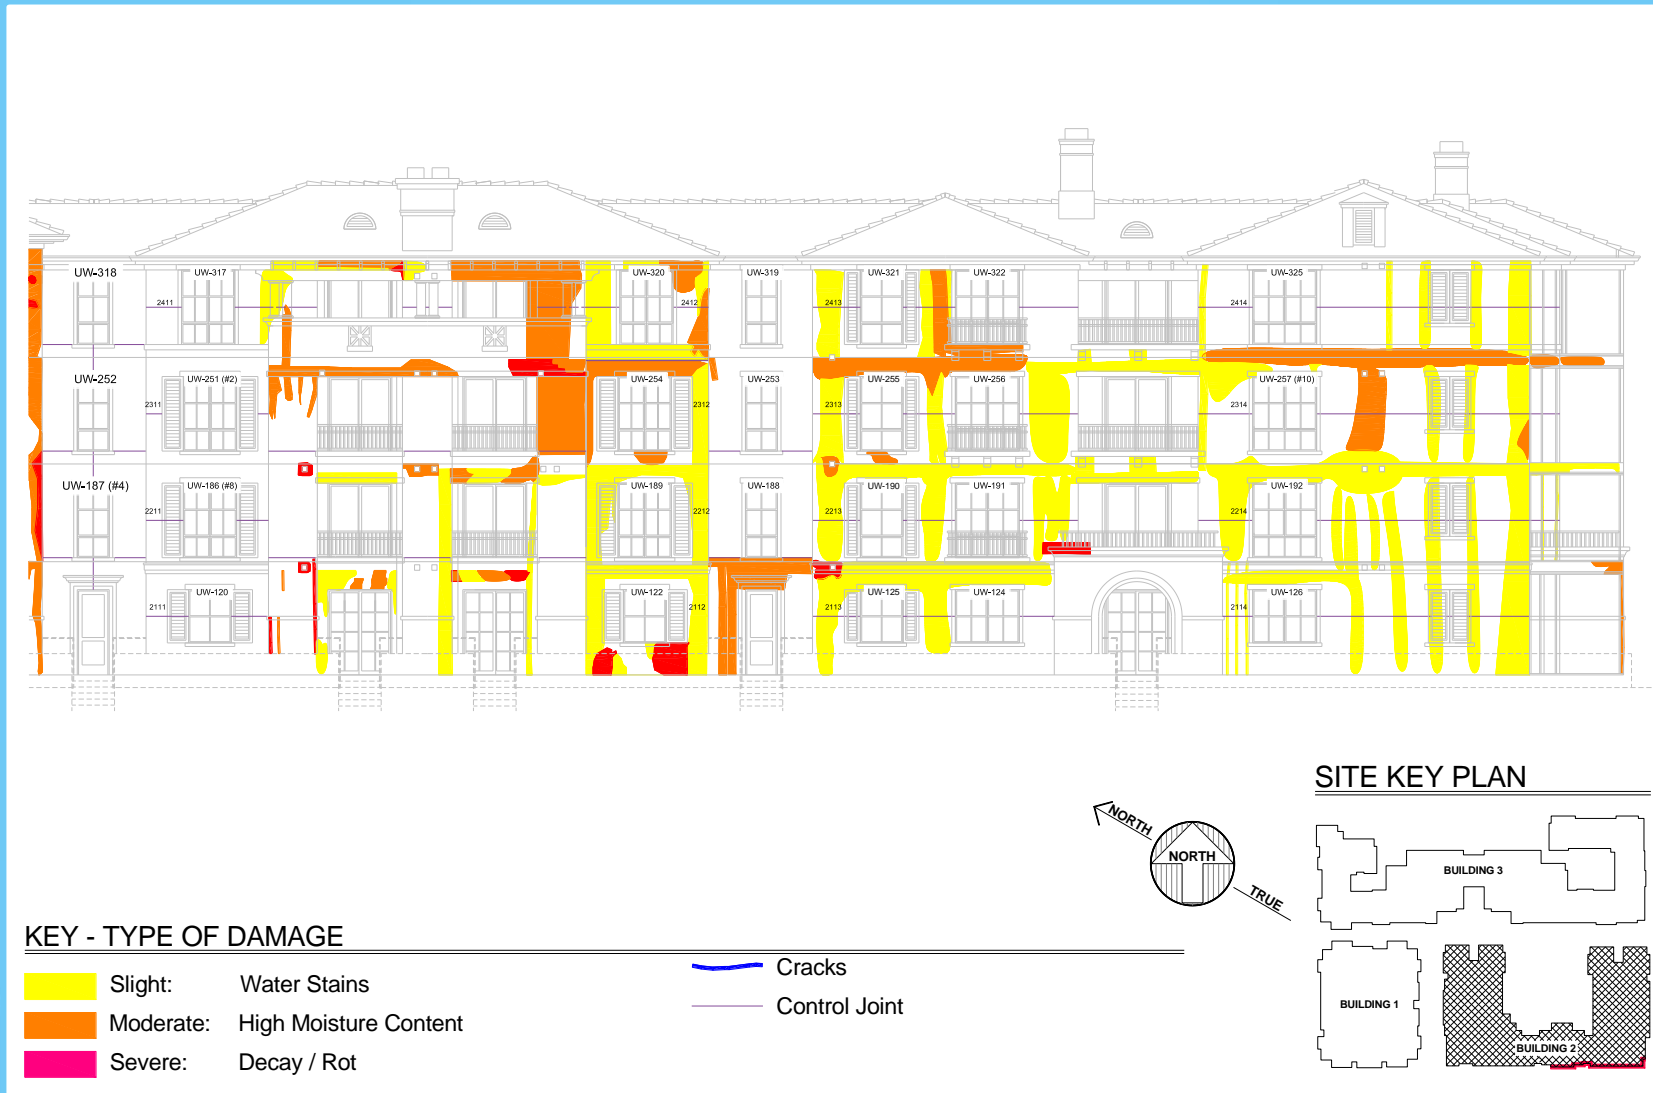 UW-318
UW-317
UW-320
UW-319
UW-321
UW-322
UW-325
2411
2412
2413
2414
UW-252
UW-251 (#2)
UW-254
UW-253
UW-255
UW-256
UW-257 (#10)
2311
2312
2313
2314
UW-187 (#4)
UW-186 (#8)
UW-189
UW-188
UW-190
UW-191
UW-192
2211
2212
2213
2214
UW-120
UW-122
UW-125
UW-124
UW-126
2111
2112
2113
2114
SITE KEY PLAN
NORTH
NORTH
TRUE
BUILDING 3
BUILDING 1
BUILDING 2
KEY - TYPE OF DAMAGE
Slight: Water Stains
Moderate: High Moisture Content
Severe: Decay / Rot
Cracks
Control Joint